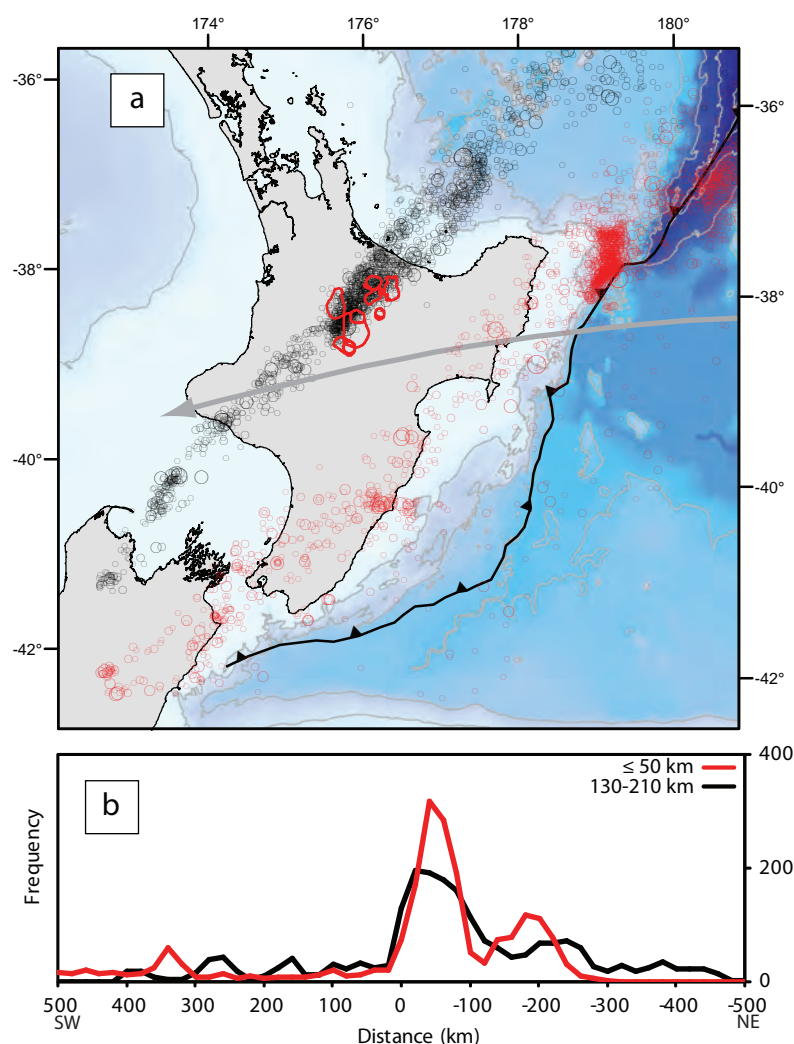 174° 176° 178° 180°
a
-36° -36°
-38° -38°
-40° -40°
-42° -42°
b
≤ 50 km
130-210 km
400
Frequency
200
0
500 400 300 200 100 0 -100 -200 -300 -400 -500
SW NE
Distance (km)